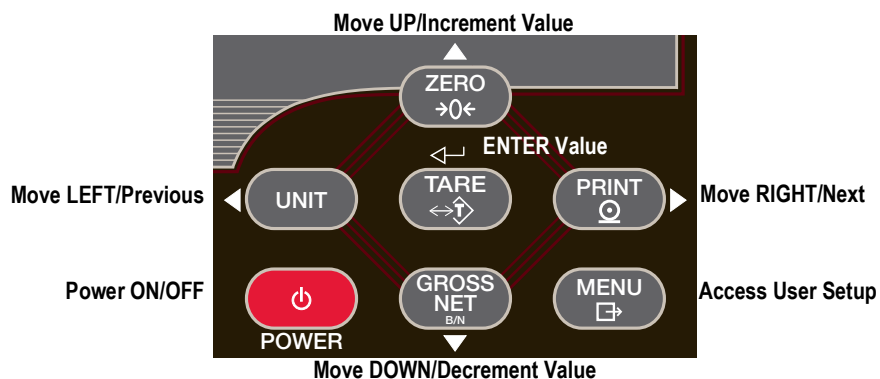 Move UP/Increment Value
ZERO
→0←
ENTER Value
Move LEFT/Previous
UNIT
TARE
T
PRINT
Move RIGHT/Next
Power ON/OFF
POWER
GROSS
NET
B/N
MENU
Access User Setup
Move DOWN/Decrement Value